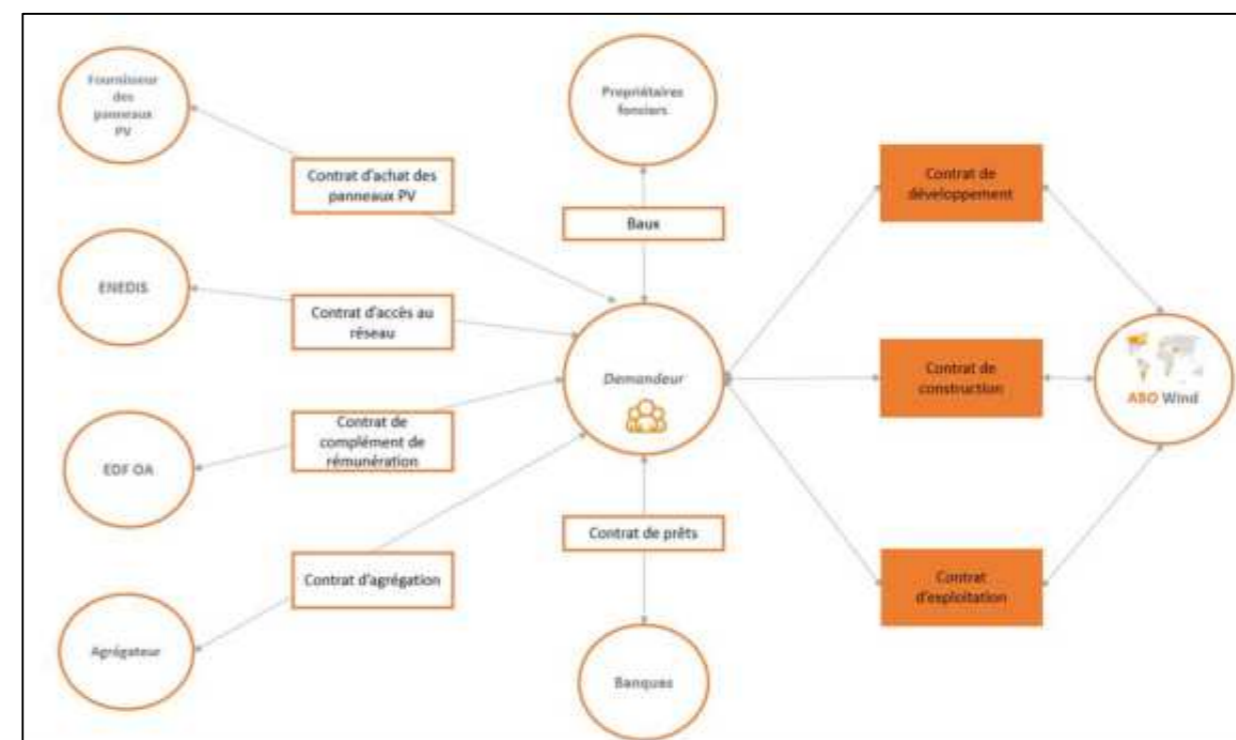 Fournisseur
des
panneaux
PV
Propriétaires
fonciers
Contrat d'achat des
panneaux PV
Contrat de
développement
Baux
ENEDIS
Contrat d'accès au
réseau
Demandeur
Contrat de
construction
ABO Wind
Contrat de
complément de
rémunération
EDF OA
Contrat de prêts
Contrat d'agrégation
Contrat
d'exploitation
Agrégateur
Banques